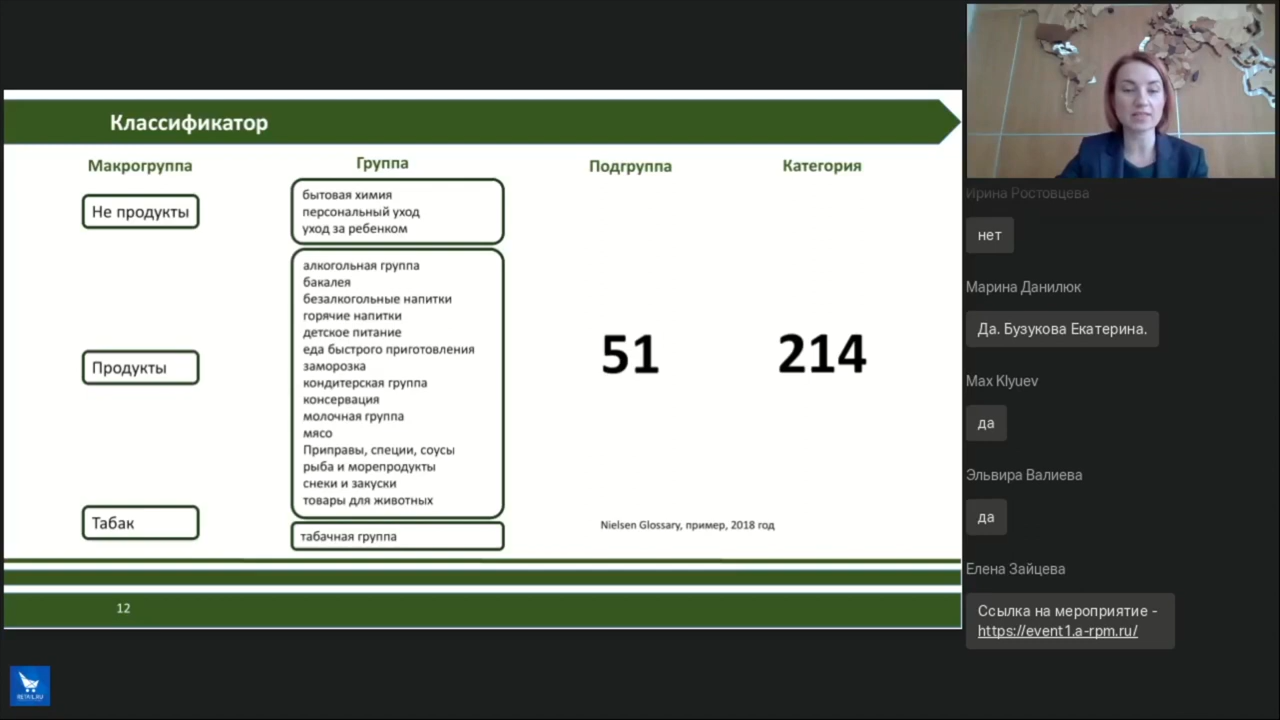 Классификатор
Макрогруппа
Группа
Подгруппа
Категория
Не продукты
бытовая химия
персональный уход
уход за ребенком
Продукты
алкогольная группа
бакалея
безалкогольные напитки
горячие напитки
детское питание
еда быстрого приготовления
заморозка
кондитерская группа
консервация
молочная группа
мясо
Приправы, специи, соусы
рыба и морепродукты
снеки и закуски
товары для животных
51
214
Табак
табачная группа
Nielsen Glossary, пример, 2018 год
12
RETAIL.RU
Ирина Ростовцева
нет
Марина Данилюк
Да. Бузукова Екатерина.
Max Klyuev
да
Эльвира Валиева
да
Елена Зайцева
Ссылка на мероприятие -
https://event1.a-rpm.ru/